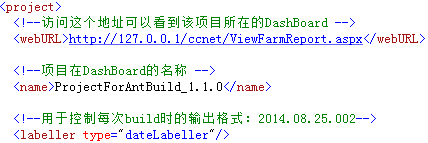 <project>
<!--访问这个地址可以看到该项目所在的DashBoard -->
<webURL>http://127.0.0.1/ccnet/ViewFarmReport.aspx</webURL>
<!--项目在DashBoard的名称 -->
<name>ProjectForAntBuild_1.1.0</name>
<!--用于控制每次build时的输出格式：2014.08.25.002-->
<labeller type="dateLabeller"/>